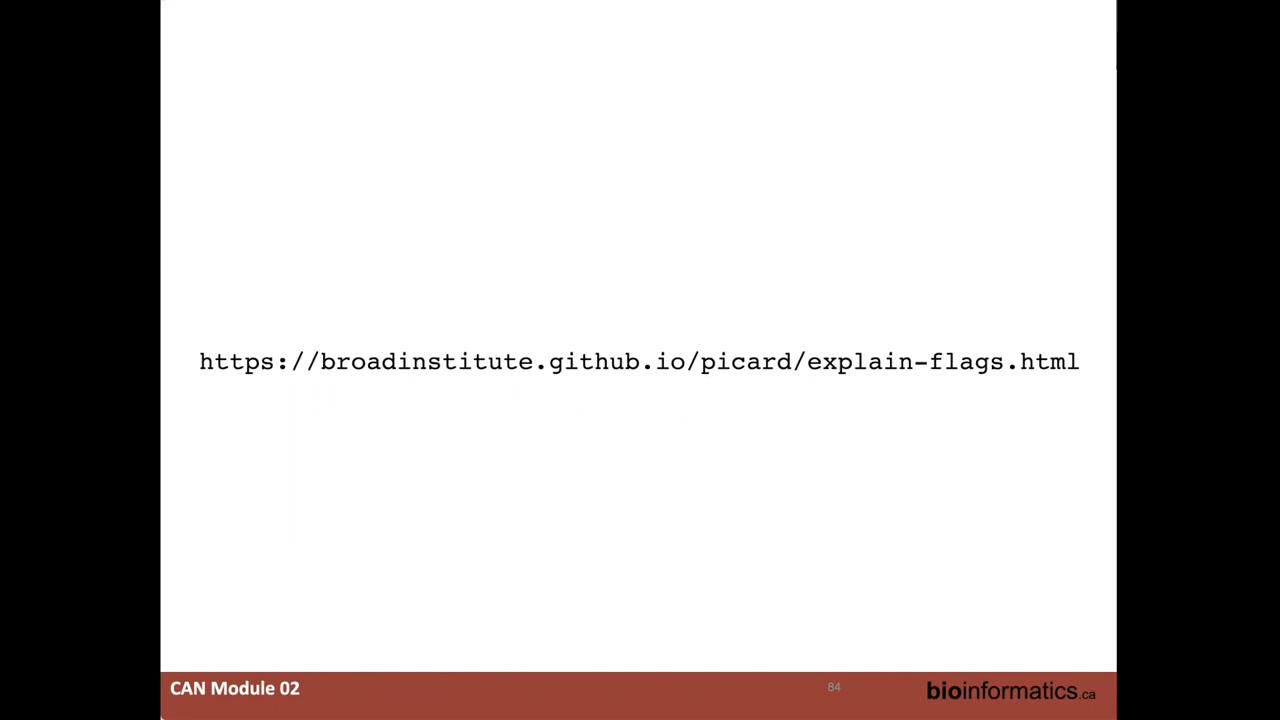 https://broadinstitute.github.io/picard/explain-flags.html
CAN Module 02
84
bioinformatics.ca